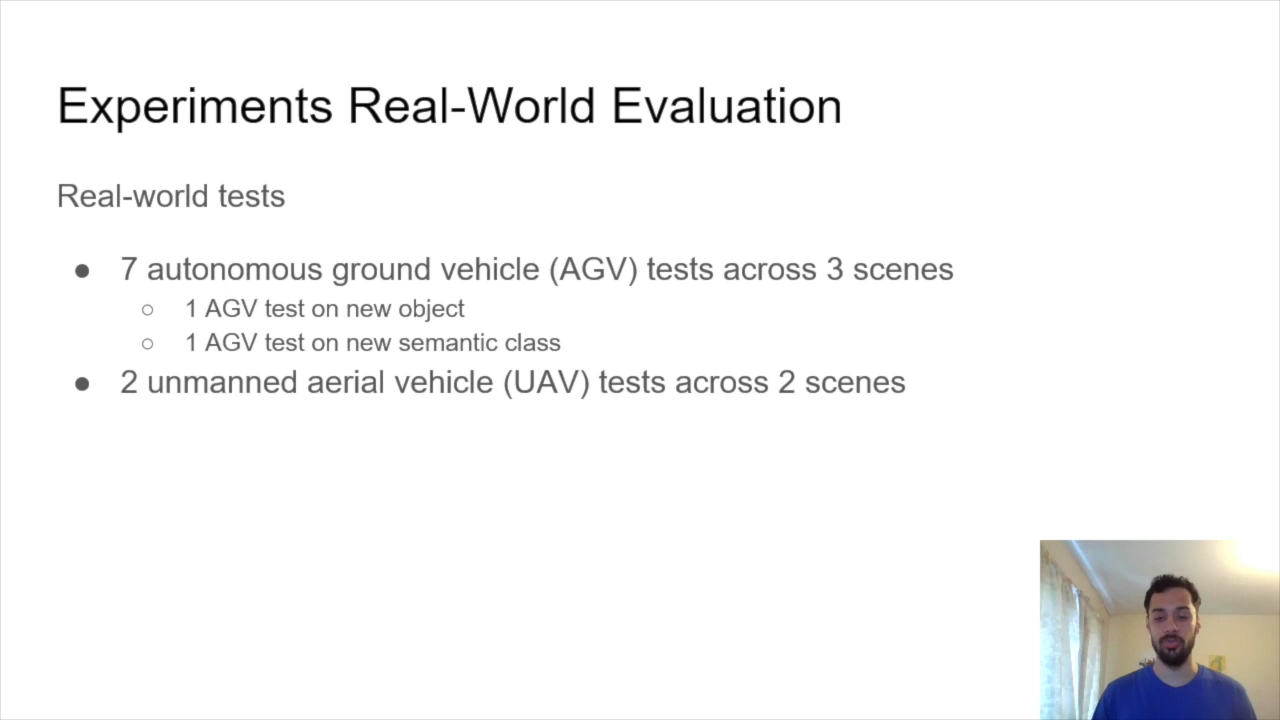 Experiments Real-World Evaluation
Real-world tests
● 7 autonomous ground vehicle (AGV) tests across 3 scenes
○ 1 AGV test on new object
○ 1 AGV test on new semantic class
● 2 unmanned aerial vehicle (UAV) tests across 2 scenes